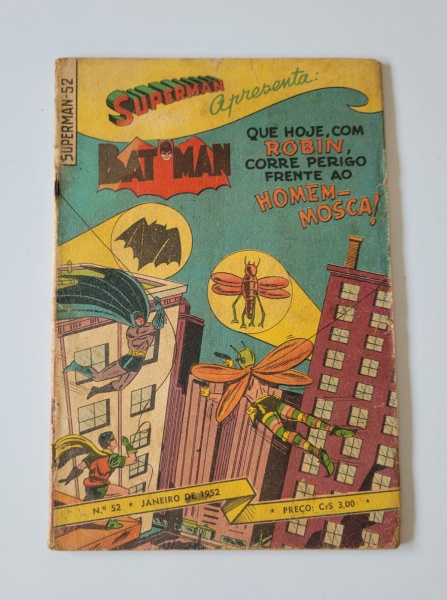 SUPERMAN-52
SUPERMAN
Apresenta:
BATMAN
QUE HOJE, COM
ROBIN,
CORRE PERIGO
FRENTE AO
HOMEM-
MOSCA!
N.º 52 * JANEIRO DE 1952
* PREÇO: Cr$ 3,00 *